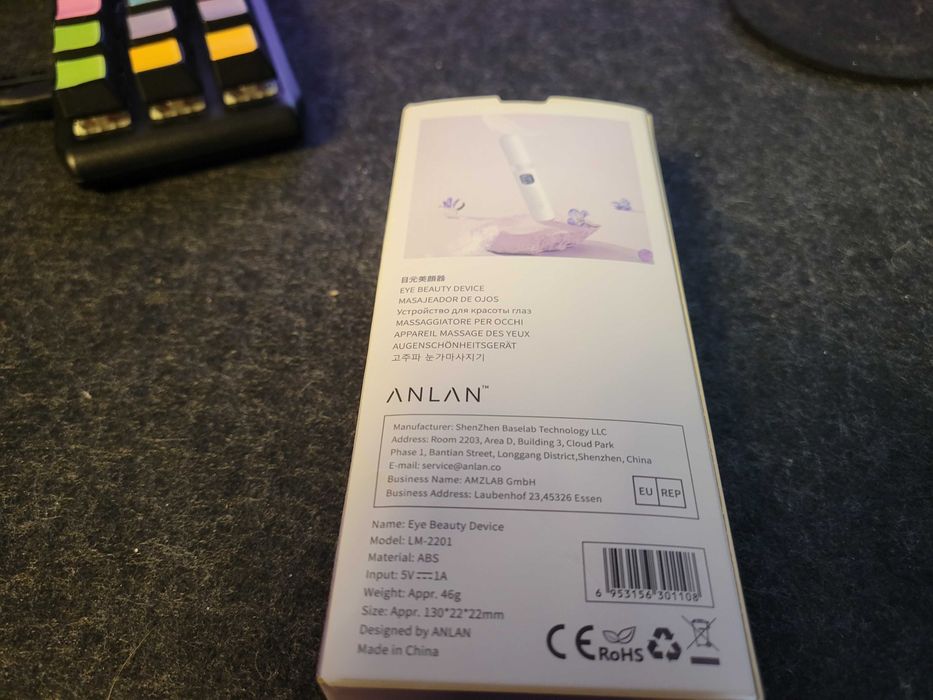 目元美顔器
EYE BEAUTY DEVICE
MASAJEADOR DE OJOS
Устройство для красоты глаз
MASSAGGIATORE PER OCCHI
APPAREIL MASSAGE DES YEUX
AUGENSCHÖNHEITSGERÄT
고주파 눈가마사지기
ANLAN™
Manufacturer: ShenZhen Baselab Technology LLC
Address: Room 2203, Area D, Building 3, Cloud Park
Phase 1, Bantian Street, Longgang District,Shenzhen, China
E-mail: service@anlan.co
Business Name: AMZLAB GmbH
Business Address: Laubenhof 23,45326 Essen
EU REP
Name: Eye Beauty Device
Model: LM-2201
Material: ABS
Input: 5V⎓1A
Weight: Appr. 46g
Size: Appr. 130*22*22mm
Designed by ANLAN
Made in China
6 953156 301108
CE
RoHS